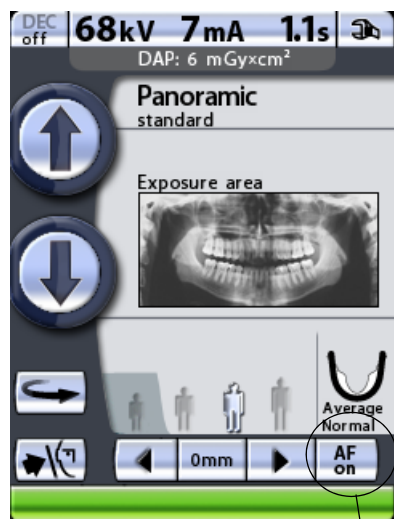 DEC
off
68kV 7mA 1.1s
DAP: 6 mGy×cm²
Panoramic
standard
Exposure area
Average
Normal
0mm
AF
on